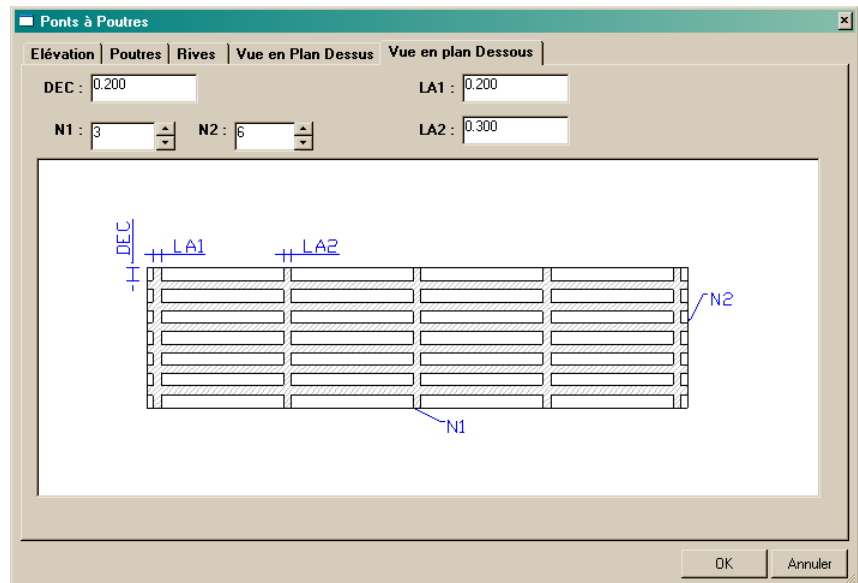 Ponts à Poutres
Elévation Poutres Rives Vue en Plan Dessus Vue en plan Dessous
DEC : 0.200 LA1 : 0.200
N1 : 3 N2 : 6 LA2 : 0.300
DEC
LA1 LA2
N2
N1
OK Annuler